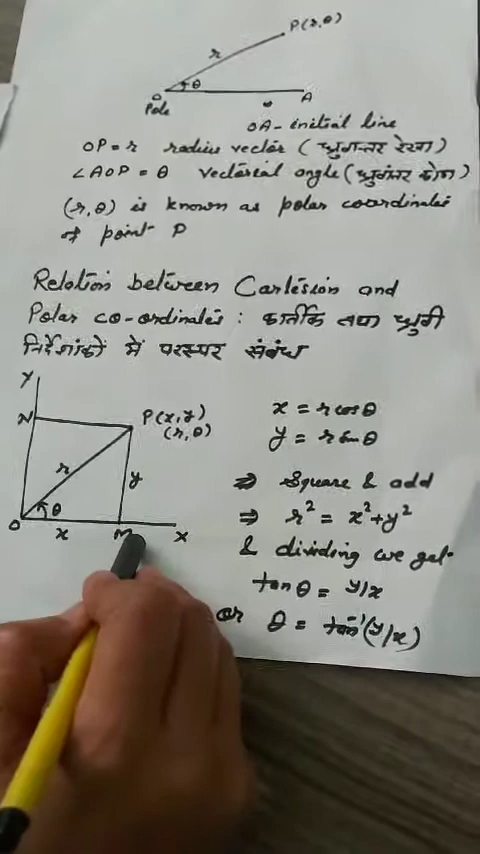 P(r,θ)
r
θ
O
Pole
A
OA - initial line
OP = r radius vector (ध्रुवान्तर रेखा)
∠AOP = θ vectorial angle (ध्रुवांतर कोण)
(r,θ) is known as polar coordinates
of point P
Relation between Cartesian and
Polar co-ordinates : कार्तीक तथा ध्रुवी
निर्देशांकों में परस्पर संबंध
Y
N
P(x,y)
(r,θ)
r
y
θ
O
x
M
X
x = r cos θ
y = r sin θ
⇒ Square & add
⇒ r² = x²+y²
& dividing we get
tan θ = y/x
or θ = tan⁻¹(y/x)